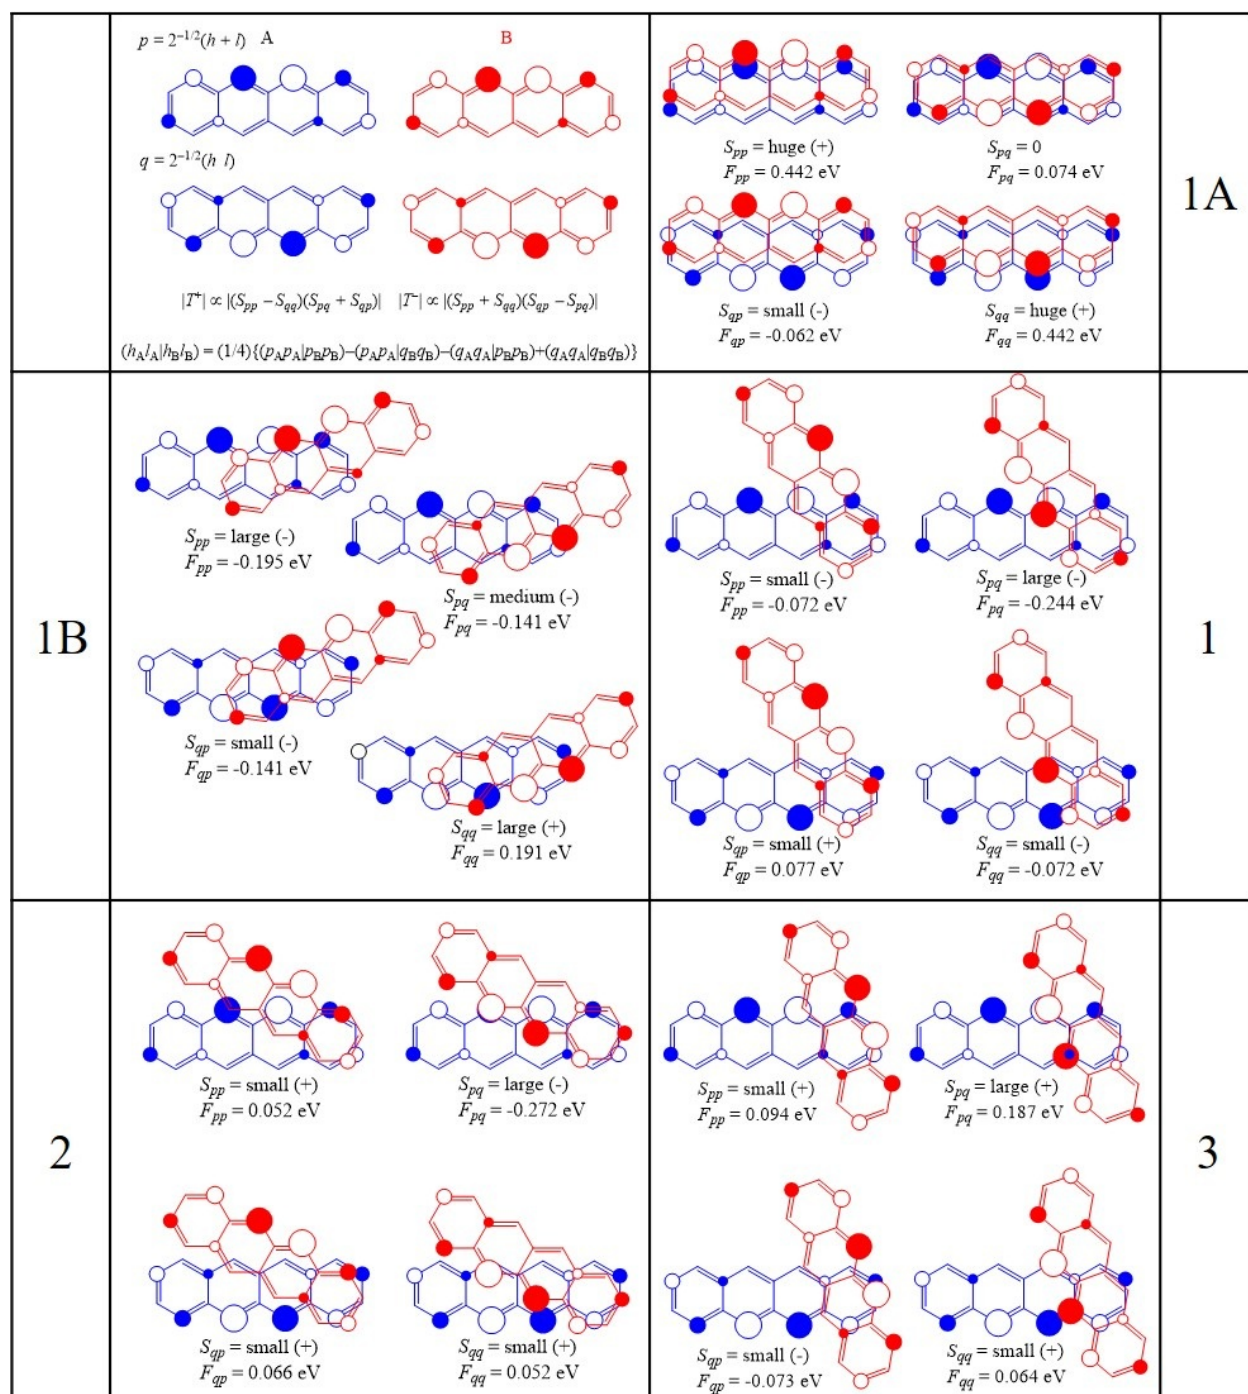 p = 2⁻¹/²(h + l) A B
q = 2⁻¹/²(h l)
|T⁺| ∝ |(Spp – Sqq)(Spq + Sqp)| |T⁻| ∝ |(Spp + Sqq)(Sqp – Spq)|
(hAlA|hBlB) = (1/4){(pApA|pBpB)–(pApA|qBqB)–(qAqA|pBpB)+(qAqA|qBqB)}
Spp = huge (+)
Fpp = 0.442 eV
Spq = 0
Fpq = 0.074 eV
Sqp = small (-)
Fqp = -0.062 eV
Sqq = huge (+)
Fqq = 0.442 eV
1A
1B
Spp = large (-)
Fpp = -0.195 eV
Spq = medium (-)
Fpq = -0.141 eV
Sqp = small (-)
Fqp = -0.141 eV
Sqq = large (+)
Fqq = 0.191 eV
Spp = small (-)
Fpp = -0.072 eV
Spq = large (-)
Fpq = -0.244 eV
Sqp = small (+)
Fqp = 0.077 eV
Sqq = small (-)
Fqq = -0.072 eV
1
2
Spp = small (+)
Fpp = 0.052 eV
Spq = large (-)
Fpq = -0.272 eV
Sqp = small (+)
Fqp = 0.066 eV
Sqq = small (+)
Fqq = 0.052 eV
Spp = small (+)
Fpp = 0.094 eV
Spq = large (+)
Fpq = 0.187 eV
Sqp = small (-)
Fqp = -0.073 eV
Sqq = small (+)
Fqq = 0.064 eV
3